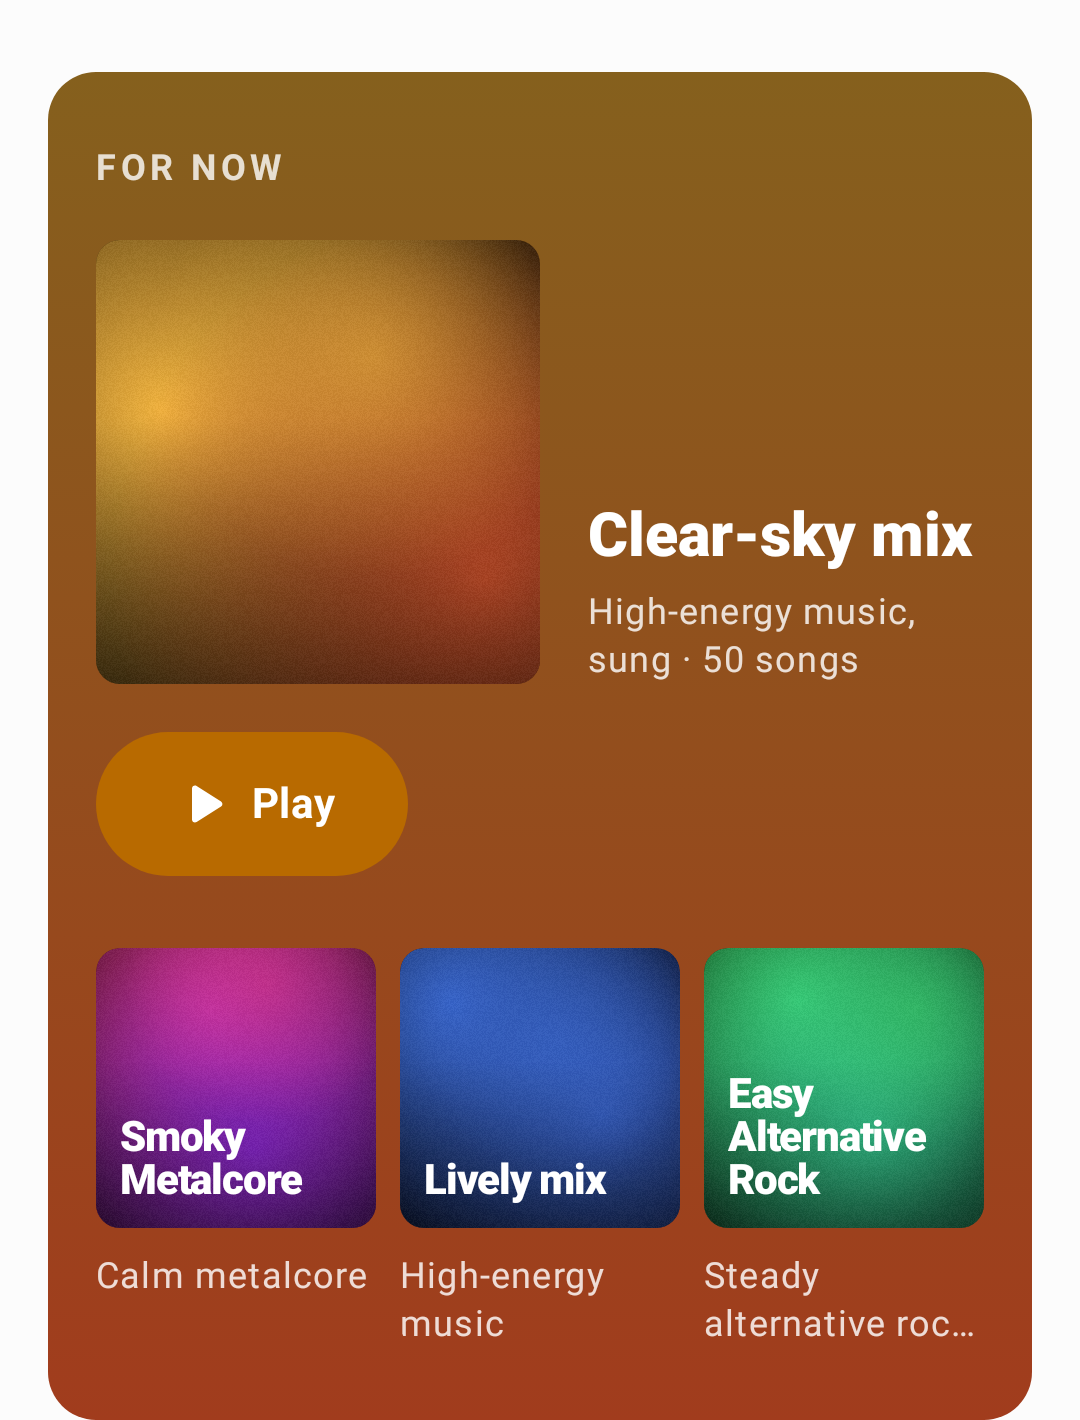 FOR NOW
Clear-sky mix
High-energy music,
sung · 50 songs
Play
Smoky
Metalcore
Lively mix
Easy
Alternative
Rock
Calm metalcore
High-energy
music
Steady
alternative roc…